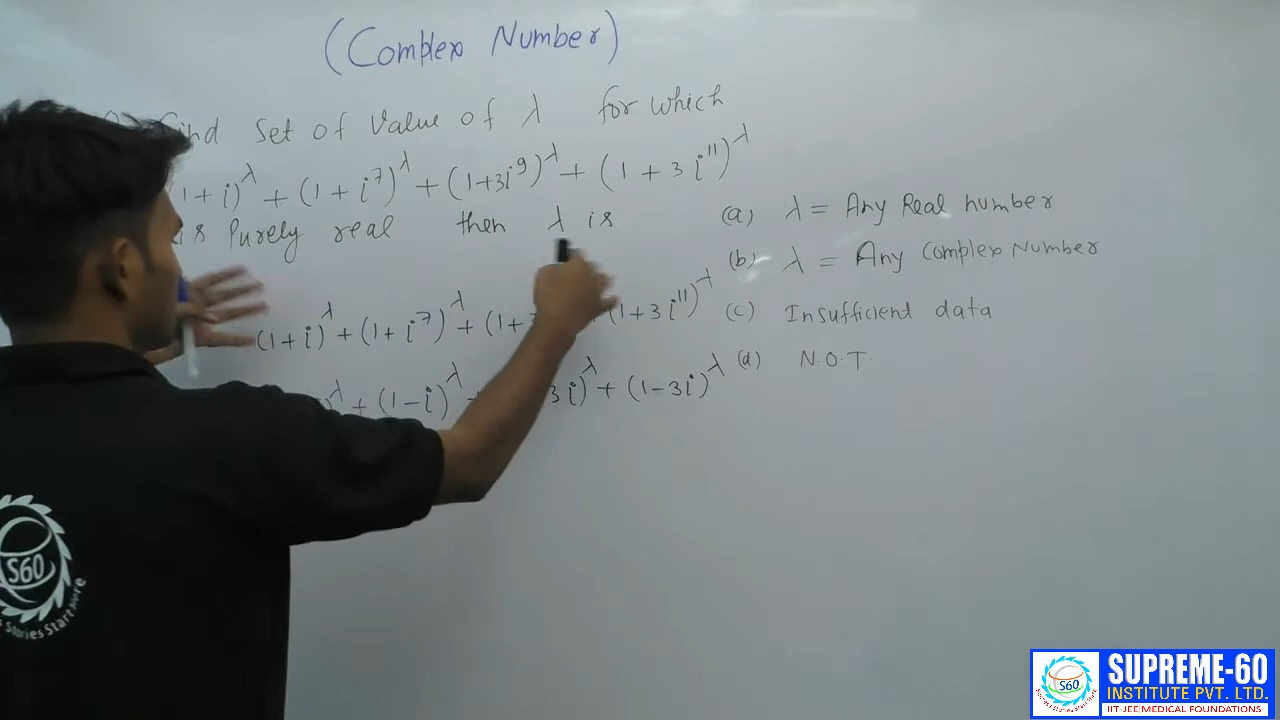 (Complex Number)
Find Set of Value of λ for which
(1+i)^λ + (1+i^7)^λ + (1+3i^9)^λ + (1+3i^11)^λ
is Purely real then λ is
(a) λ = Any Real number
(b) λ = Any Complex Number
(c) Insufficient data
(d) N.O.T.
(1+i)^λ + (1+i^7)^λ + (1+ (1+3i^11)^λ
^λ + (1-i)^λ + 3i)^λ + (1-3i)^λ
S60
S60
SUPREME-60
INSTITUTE PVT. LTD.
IIT-JEE|MEDICAL FOUNDATIONS